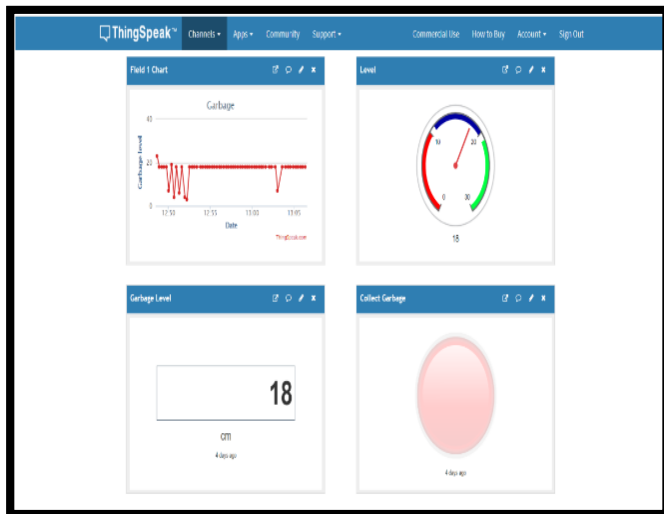 ThingSpeak™ Channels Apps Community Support Commercial Use How to Buy Account Sign Out
Field 1 Chart
Garbage
Garbage level
40
20
0
12:50 12:55 13:00 13:05
Date
ThingSpeak.com
Level
10 20
0 30
18
Garbage Level
18
cm
4 days ago
Collect Garbage
4 days ago